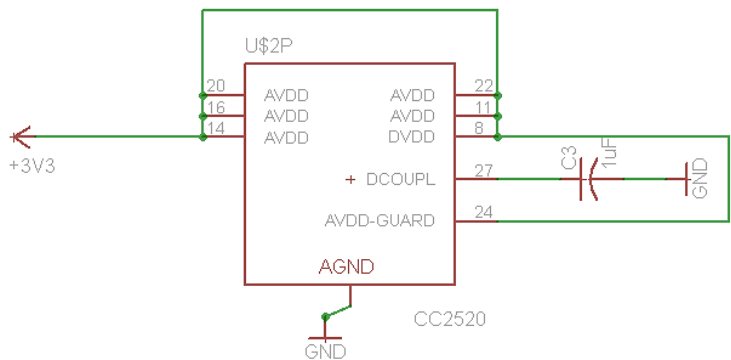 U$2P
20 AVDD AVDD 22
16 AVDD AVDD 11
14 AVDD DVDD 8
+3V3
C3
1uF
GND
+ DCOUPL 27
AVDD-GUARD 24
AGND
CC2520
GND